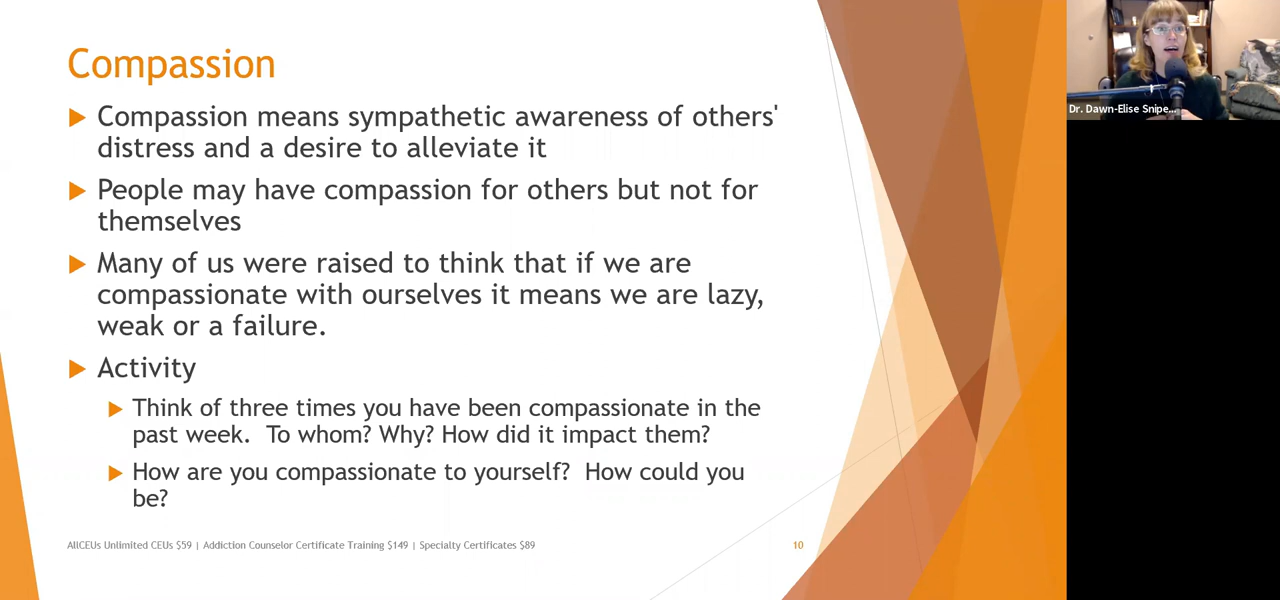 Compassion
Compassion means sympathetic awareness of others'
distress and a desire to alleviate it
People may have compassion for others but not for
themselves
Many of us were raised to think that if we are
compassionate with ourselves it means we are lazy,
weak or a failure.
Activity
Think of three times you have been compassionate in the
past week.  To whom? Why? How did it impact them?
How are you compassionate to yourself?  How could you
be?
AllCEUs Unlimited CEUs $59 | Addiction Counselor Certificate Training $149 | Specialty Certificates $89
10
Dr. Dawn-Elise Snipe...